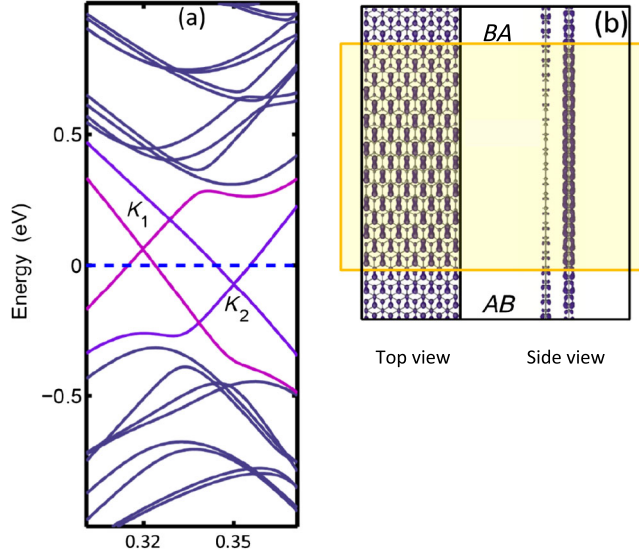 (a)
Energy (eV)
0.5
0
−0.5
K1
K2
0.32
0.35
(b)
BA
AB
Top view
Side view